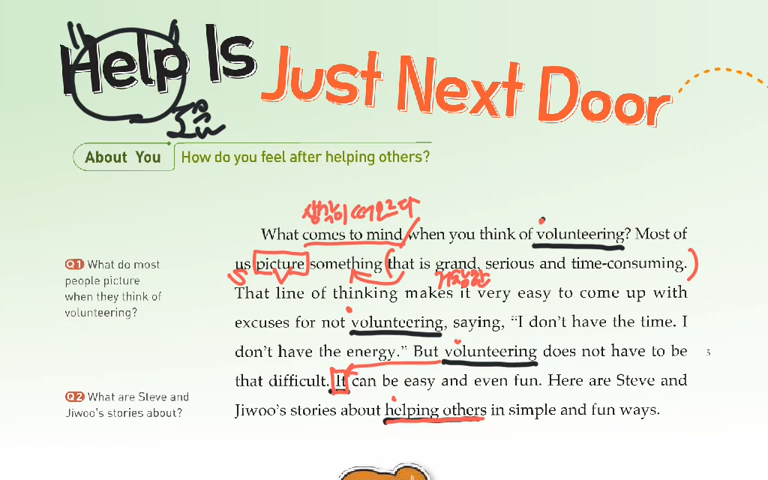 Help Is
Just Next Door
도움
About You
How do you feel after helping others?
생각이 떠오르다
What comes to mind when you think of volunteering? Most of
us picture something (that is grand, serious and time-consuming.)
S V
거창한
That line of thinking makes it very easy to come up with
excuses for not volunteering, saying, “I don’t have the time. I
don’t have the energy.” But volunteering does not have to be
5
that difficult. It can be easy and even fun. Here are Steve and
Jiwoo’s stories about helping others in simple and fun ways.
Q1 What do most
people picture
when they think of
volunteering?
Q2 What are Steve and
Jiwoo’s stories about?